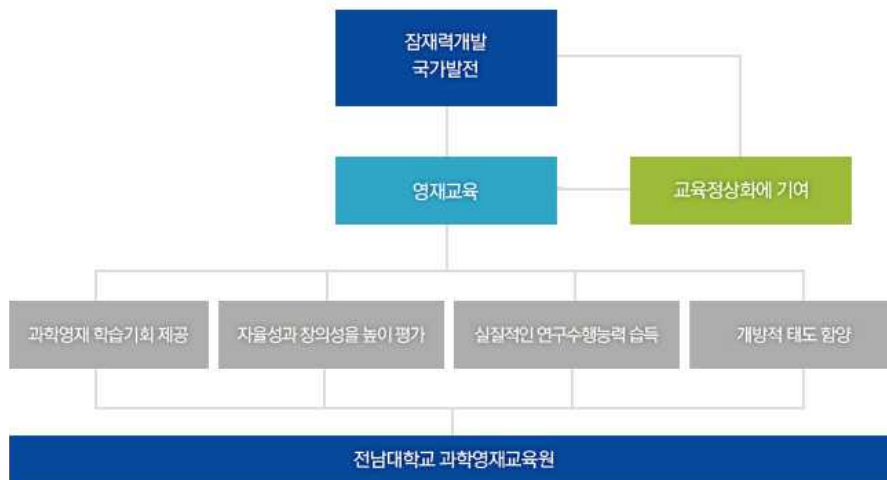 잠재력개발
국가발전
영재교육
교육정상화에 기여
과학영재 학습기회 제공
자율성과 창의성을 높이 평가
실질적인 연구수행능력 습득
개방적 태도 함양
전남대학교 과학영재교육원